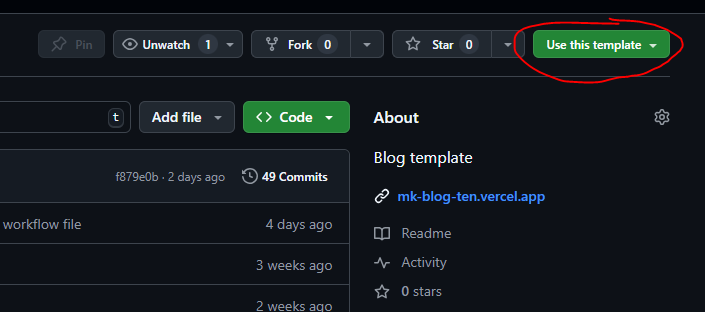 Pin Unwatch 1 Fork 0 Star 0 Use this template
t Add file Code About
Blog template
f879e0b · 2 days ago 49 Commits
mk-blog-ten.vercel.app
workflow file 4 days ago Readme
3 weeks ago Activity
2 weeks ago 0 stars